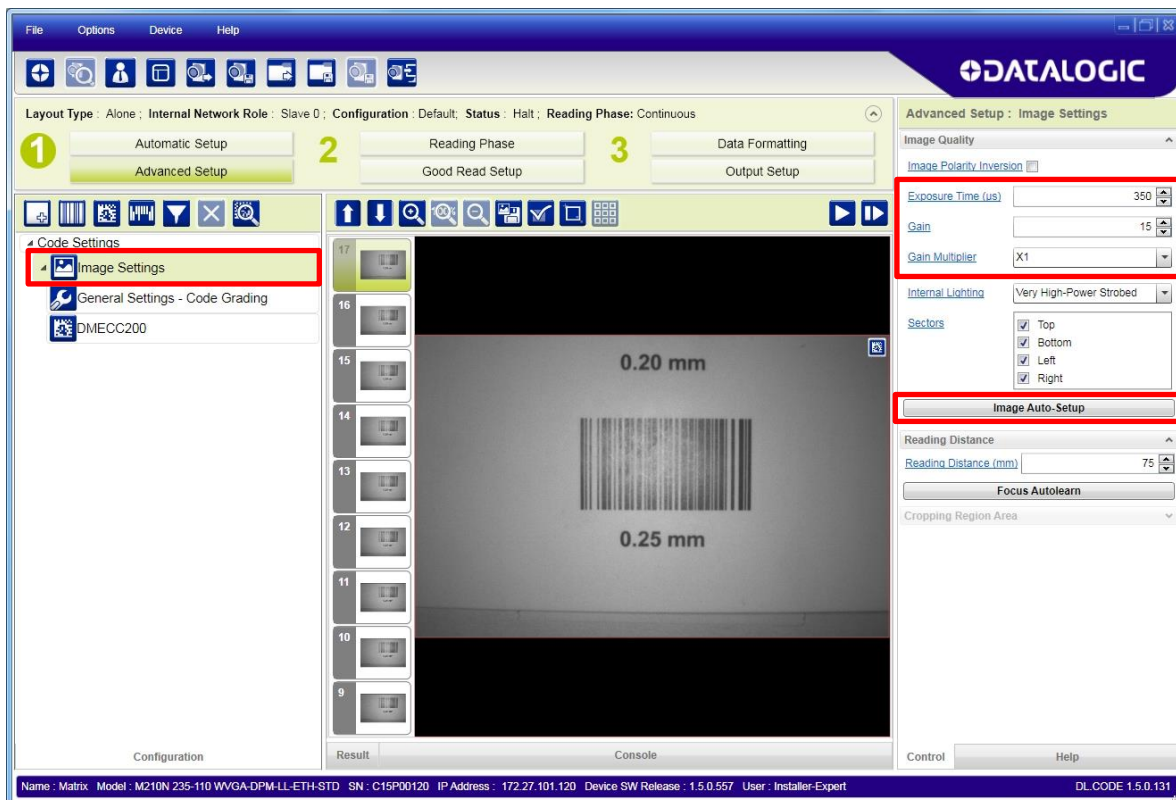 File Options Device Help
DATALOGIC
Layout Type : Alone ; Internal Network Role : Slave 0 ; Configuration : Default; Status : Halt ; Reading Phase: Continuous
1 Automatic Setup
Advanced Setup
2 Reading Phase
Good Read Setup
3 Data Formatting
Output Setup
Code Settings
Image Settings
General Settings - Code Grading
DMECC200
Configuration
17
16
15
14
13
12
11
10
9
0.20 mm
0.25 mm
Result Console
Advanced Setup : Image Settings
Image Quality
Image Polarity Inversion
Exposure Time (us) 350
Gain 15
Gain Multiplier X1
Internal Lighting Very High-Power Strobed
Sectors Top
Bottom
Left
Right
Image Auto-Setup
Reading Distance
Reading Distance (mm) 75
Focus Autolearn
Cropping Region Area
Control Help
Name : Matrix Model : M210N 235-110 WVGA-DPM-LL-ETH-STD SN : C15P00120 IP Address : 172.27.101.120 Device SW Release : 1.5.0.557 User : Installer-Expert DL.CODE 1.5.0.131